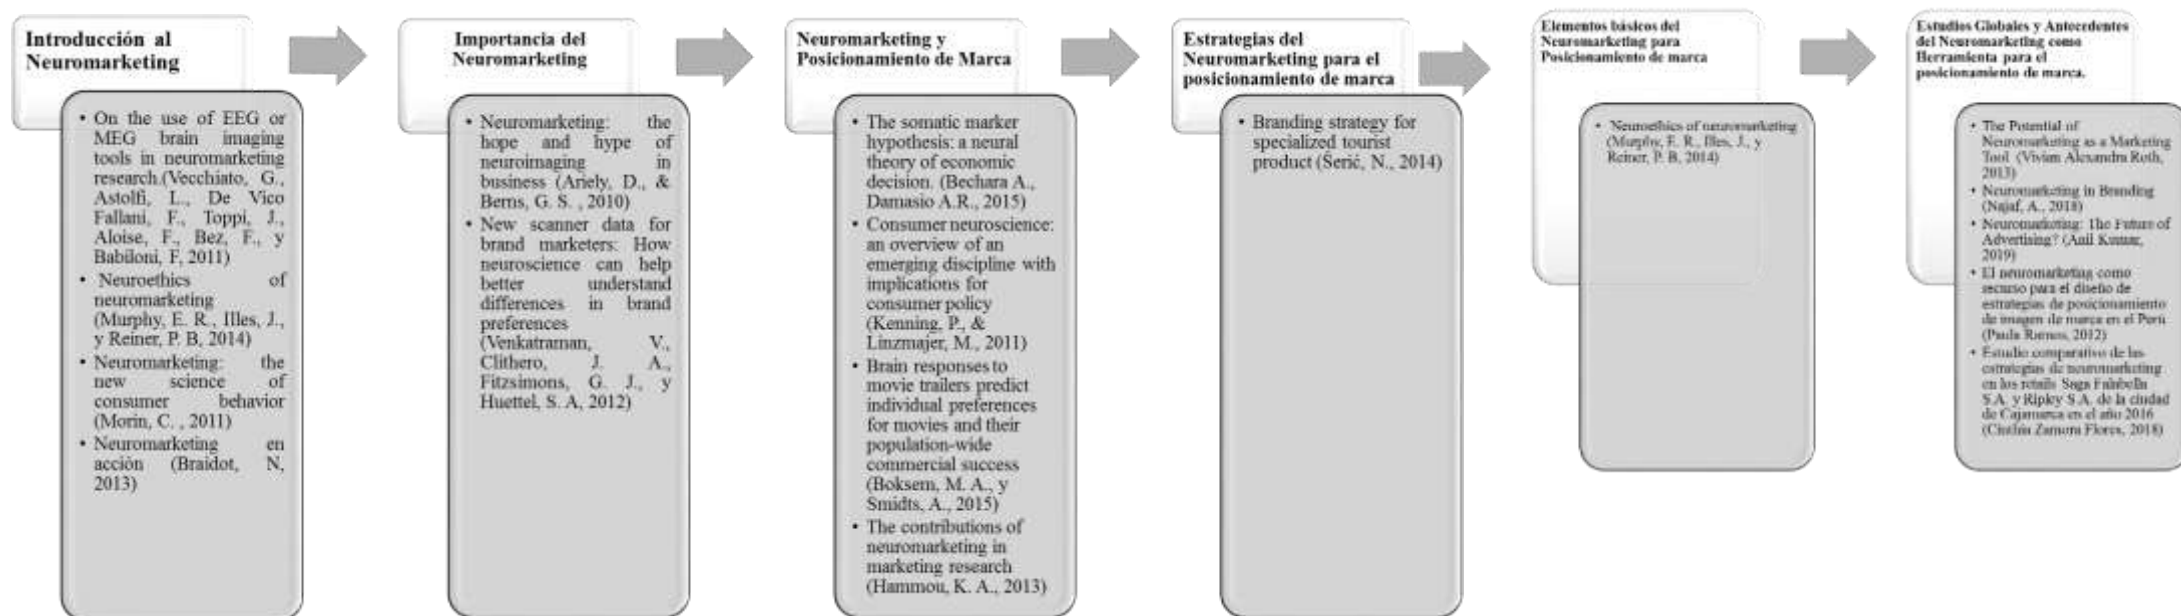 Introducción al
Neuromarketing
• On the use of EEG or
MEG brain imaging
tools in neuromarketing
research.(Vecchiato, G.,
Astolfi, L., De Vico
Fallani, F., Toppi, J.,
Aloise, F., Bez, F., y
Babiloni, F, 2011)
• Neuroethics of
neuromarketing
(Murphy, E. R., Illes, J.,
y Reiner, P. B, 2014)
• Neuromarketing: the
new science of
consumer behavior
(Morin, C. , 2011)
• Neuromarketing en
acción (Braidot, N,
2013)
Importancia del
Neuromarketing
• Neuromarketing: the
hope and hype of
neuroimaging in
business (Ariely, D., &
Berns, G. S. , 2010)
• New scanner data for
brand marketers: How
neuroscience can help
better understand
differences in brand
preferences
(Venkatraman, V.,
Clithero, J. A.,
Fitzsimons, G. J., y
Huettel, S. A, 2012)
Neuromarketing y
Posicionamiento de Marca
• The somatic marker
hypothesis: a neural
theory of economic
decision. (Bechara A.,
Damasio A.R., 2015)
• Consumer neuroscience:
an overview of an
emerging discipline with
implications for
consumer policy
(Kenning, P., &
Linzmajer, M., 2011)
• Brain responses to
movie trailers predict
individual preferences
for movies and their
population-wide
commercial success
(Boksem, M. A., y
Smidts, A., 2015)
• The contributions of
neuromarketing in
marketing research
(Hammou, K. A., 2013)
Estrategias del
Neuromarketing para el
posicionamiento de marca
• Branding strategy for
specialized tourist
product (Šerić, N., 2014)
Elementos básicos del
Neuromarketing para
Posicionamiento de marca
• Neuroethics of neuromarketing
(Murphy, E. R., Illes, J., y
Reiner, P. B, 2014)
Estudios Globales y Antecedentes
del Neuromarketing como
Herramienta para el
posicionamiento de marca.
• The Potential of
Neuromarketing as a Marketing
Tool (Vivian Alexandra Roth,
2013)
• Neuromarketing in Branding
(Najaf, A., 2018)
• Neuromarketing: The Future of
Advertising? (Anil Kumar,
2019)
• El neuromarketing como
recurso para el diseño de
estrategias de posicionamiento
de imagen de marca en el Perú
(Paula Ramos, 2012)
• Estudio comparativo de las
estrategias de neuromarketing
en los retails Saga Falabella
S.A. y Ripley S.A. de la ciudad
de Cajamarca en el año 2016
(Cinthia Zamora Flores, 2018)